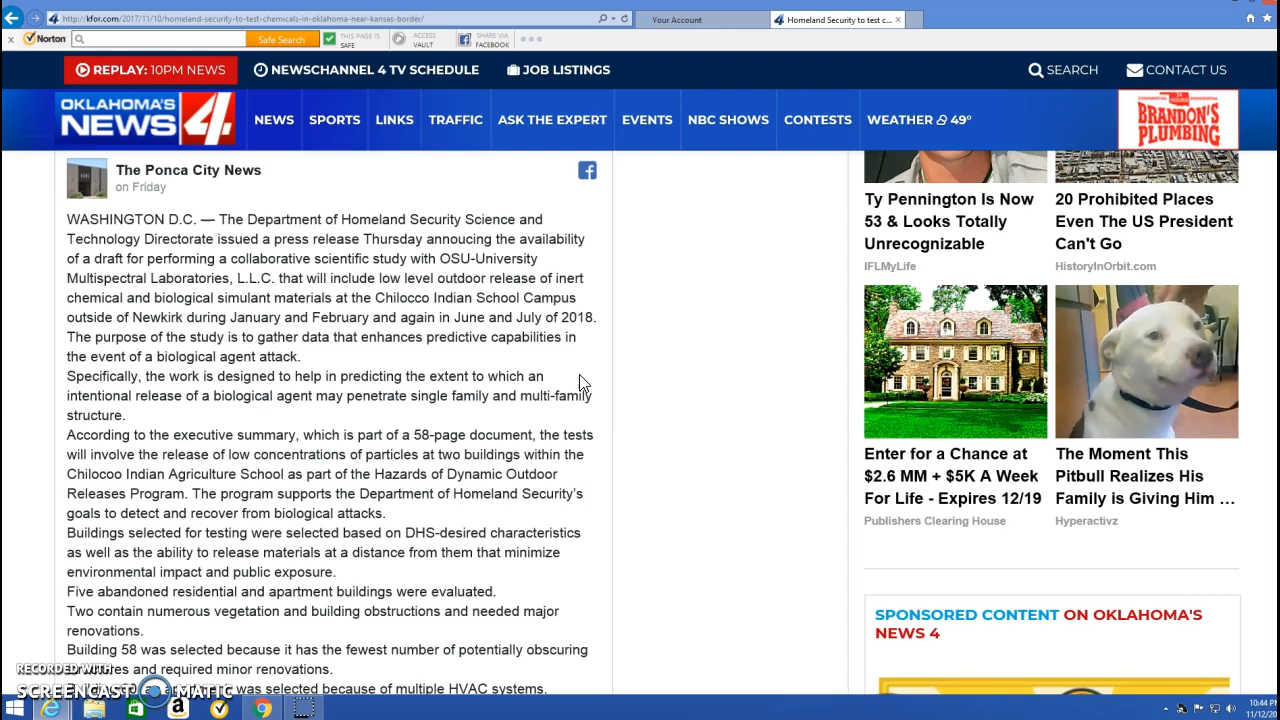 http://kfor.com/2017/11/10/homeland-security-to-test-chemicals-in-oklahoma-near-kansas-border/
Your Account
Homeland Security to test c...
Norton
Safe Search
THIS PAGE IS
SAFE
ACCESS
VAULT
SHARE VIA
FACEBOOK
REPLAY: 10PM NEWS
NEWSCHANNEL 4 TV SCHEDULE
JOB LISTINGS
SEARCH
CONTACT US
OKLAHOMA'S
NEWS 4
NEWS
SPORTS
LINKS
TRAFFIC
ASK THE EXPERT
EVENTS
NBC SHOWS
CONTESTS
WEATHER 49°
BRANDON'S
PLUMBING
The Ponca City News
on Friday
WASHINGTON D.C. — The Department of Homeland Security Science and
Technology Directorate issued a press release Thursday annoucing the availability
of a draft for performing a collaborative scientific study with OSU-University
Multispectral Laboratories, L.L.C. that will include low level outdoor release of inert
chemical and biological simulant materials at the Chilocco Indian School Campus
outside of Newkirk during January and February and again in June and July of 2018.
The purpose of the study is to gather data that enhances predictive capabilities in
the event of a biological agent attack.
Specifically, the work is designed to help in predicting the extent to which an
intentional release of a biological agent may penetrate single family and multi-family
structure.
According to the executive summary, which is part of a 58-page document, the tests
will involve the release of low concentrations of particles at two buildings within the
Chilocoo Indian Agriculture School as part of the Hazards of Dynamic Outdoor
Releases Program. The program supports the Department of Homeland Security's
goals to detect and recover from biological attacks.
Buildings selected for testing were selected based on DHS-desired characteristics
as well as the ability to release materials at a distance from them that minimize
environmental impact and public exposure.
Five abandoned residential and apartment buildings were evaluated.
Two contain numerous vegetation and building obstructions and needed major
renovations.
Building 58 was selected because it has the fewest number of potentially obscuring
and required minor renovations.
was selected because of multiple HVAC systems.
Ty Pennington Is Now
53 & Looks Totally
Unrecognizable
IFLMyLife
20 Prohibited Places
Even The US President
Can't Go
HistoryInOrbit.com
Enter for a Chance at
$2.6 MM + $5K A Week
For Life - Expires 12/19
Publishers Clearing House
The Moment This
Pitbull Realizes His
Family is Giving Him ...
Hyperactivz
SPONSORED CONTENT ON OKLAHOMA'S
NEWS 4
RECORDED WITH
SCREENCAST MATIC
10:44 PM
11/12/20